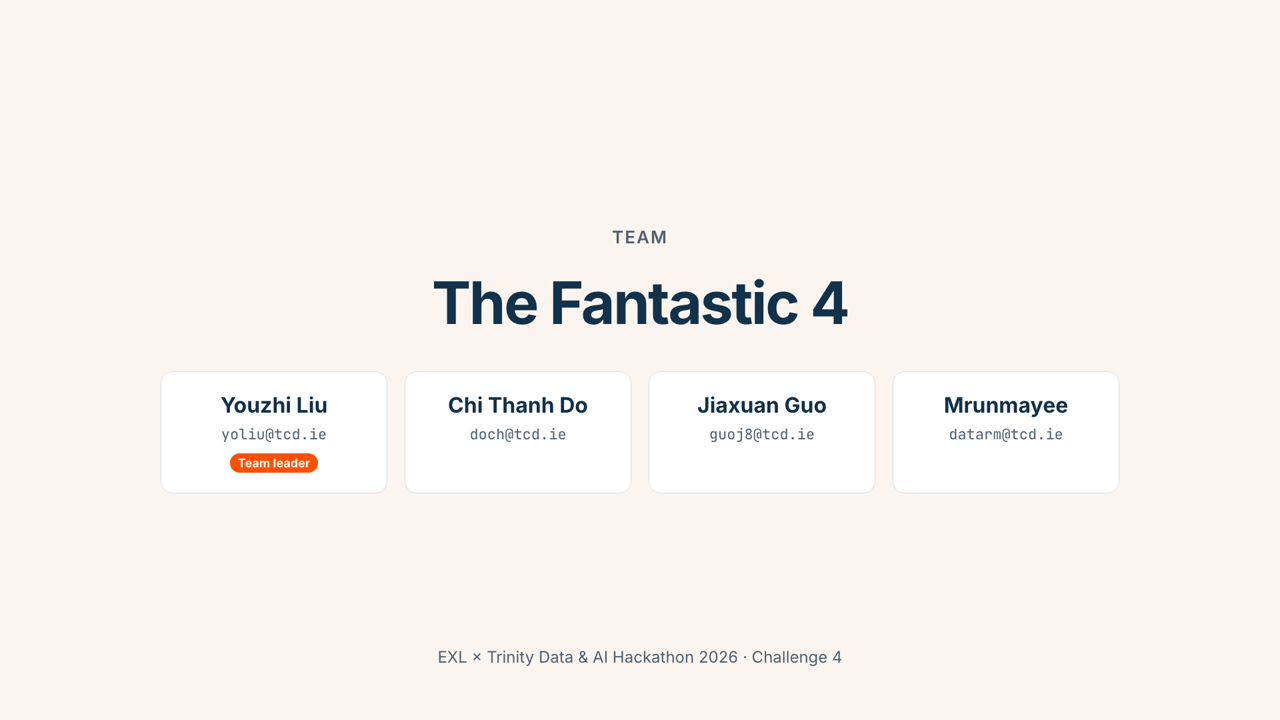 TEAM
The Fantastic 4
Youzhi Liu
yoliu@tcd.ie
Team leader
Chi Thanh Do
doch@tcd.ie
Jiaxuan Guo
guoj8@tcd.ie
Mrunmayee
datarm@tcd.ie
EXL × Trinity Data & AI Hackathon 2026 · Challenge 4